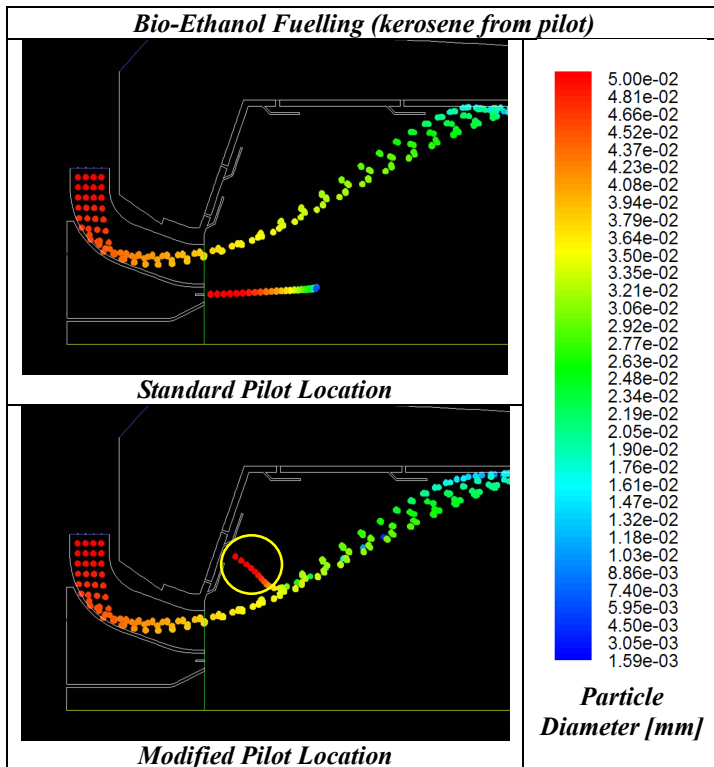 Bio-Ethanol Fuelling (kerosene from pilot)
Standard Pilot Location
Modified Pilot Location
5.00e-02
4.81e-02
4.66e-02
4.52e-02
4.37e-02
4.23e-02
4.08e-02
3.94e-02
3.79e-02
3.64e-02
3.50e-02
3.35e-02
3.21e-02
3.06e-02
2.92e-02
2.77e-02
2.63e-02
2.48e-02
2.34e-02
2.19e-02
2.05e-02
1.90e-02
1.76e-02
1.61e-02
1.47e-02
1.32e-02
1.18e-02
1.03e-02
8.86e-03
7.40e-03
5.95e-03
4.50e-03
3.05e-03
1.59e-03
Particle
Diameter [mm]